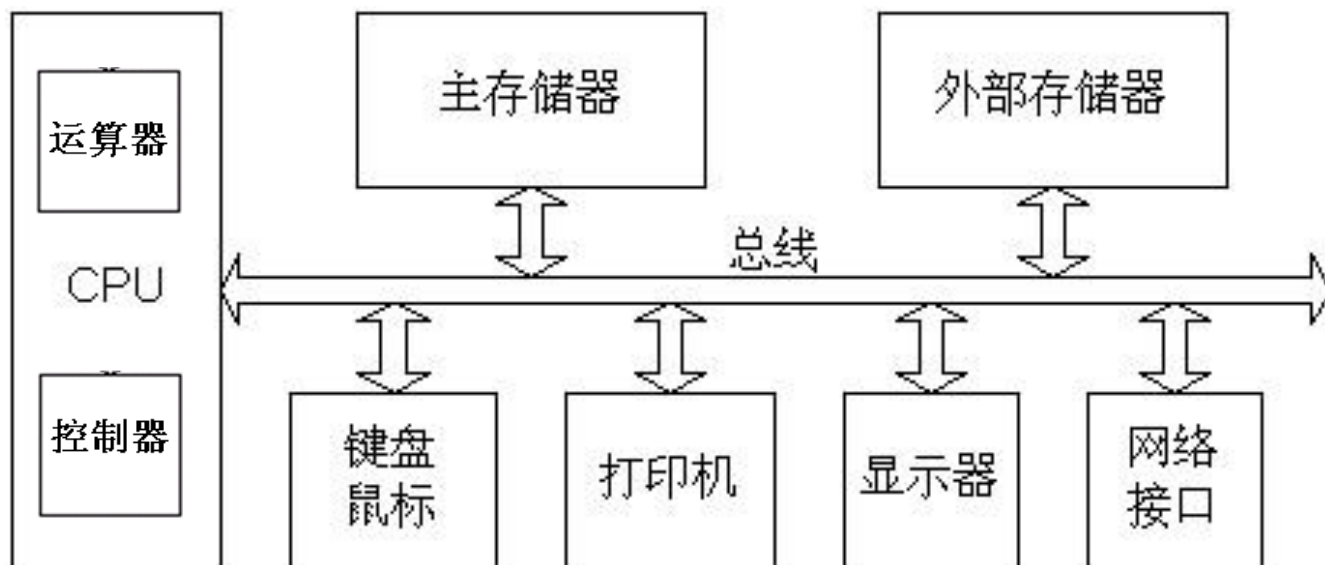 主存储器
外部存储器
运算器
总线
CPU
控制器
键盘
鼠标
打印机
显示器
网络
接口